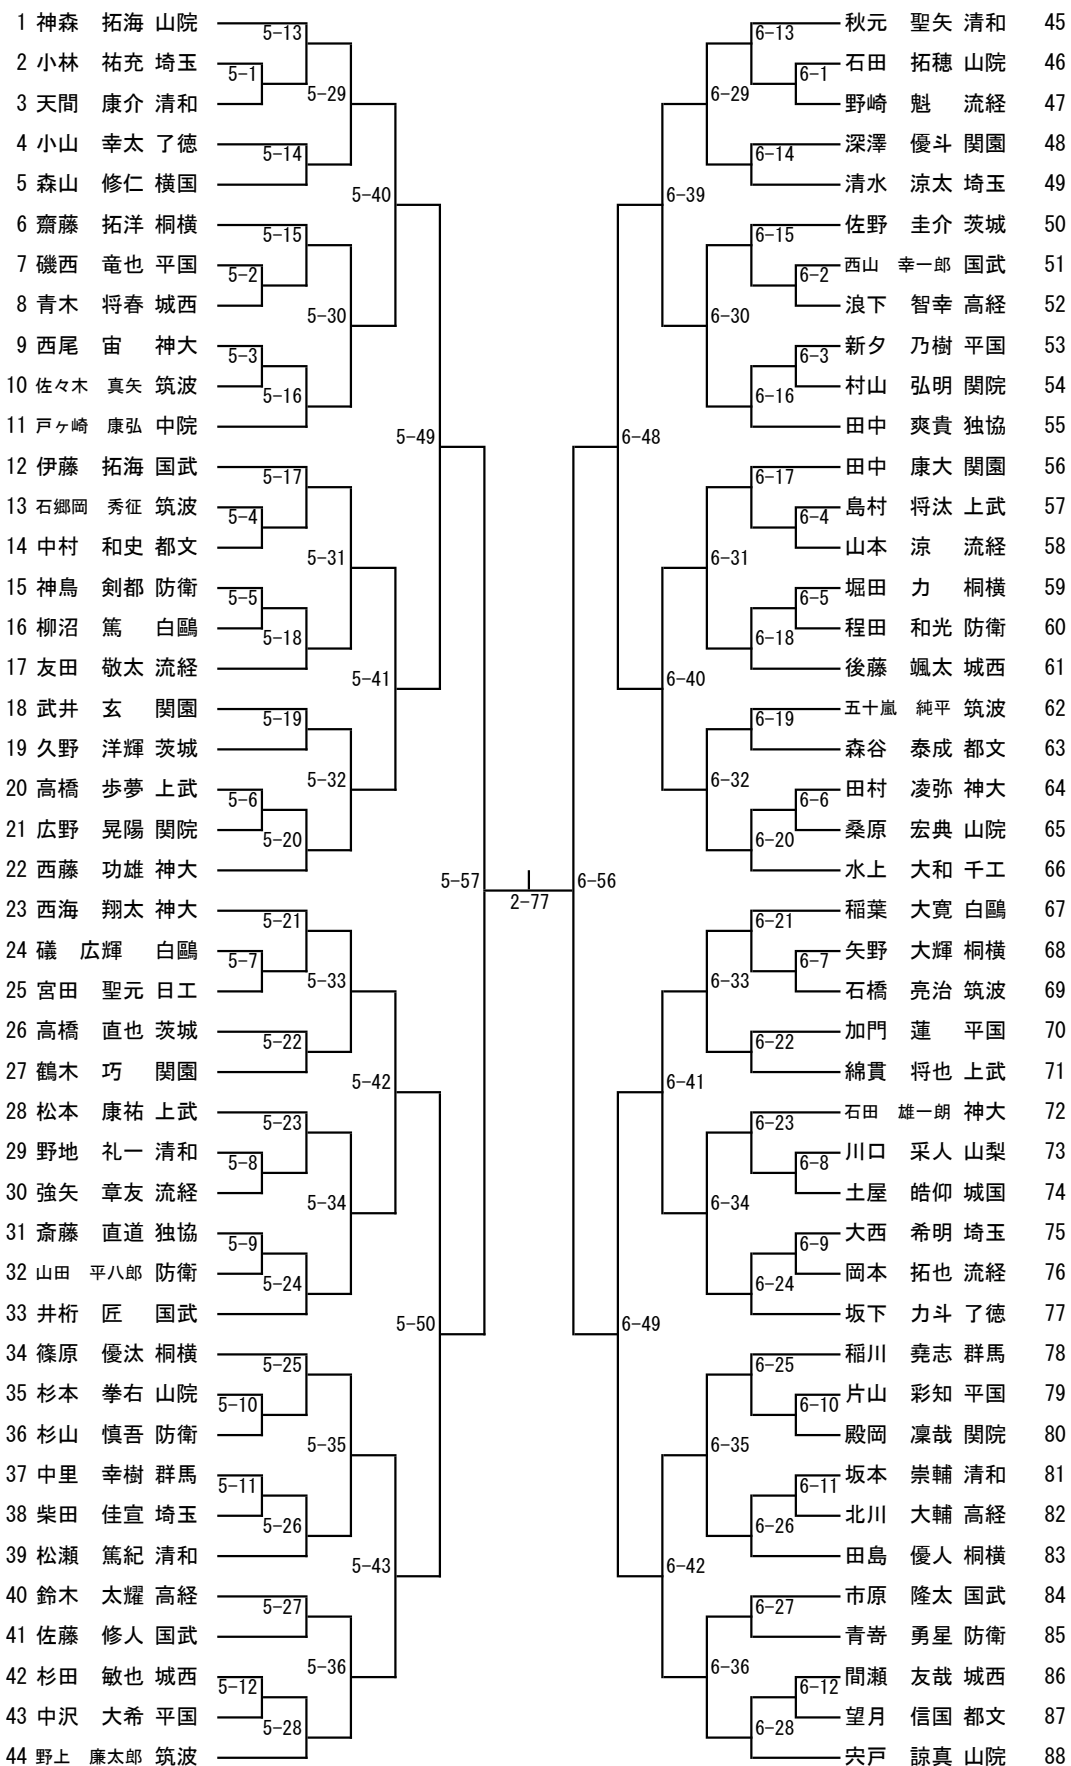 1 神森 拓海 山院
2 小林 祐充 埼玉
3 天間 康介 清和
4 小山 幸太 了徳
5 森山 修仁 横国
6 齋藤 拓洋 桐横
7 磯西 竜也 平国
8 青木 将春 城西
9 西尾 宙 神大
10 佐々木 真矢 筑波
11 戸ヶ崎 康弘 中院
12 伊藤 拓海 国武
13 石郷岡 秀征 筑波
14 中村 和史 都文
15 神鳥 剣都 防衛
16 柳沼 篤 白鷗
17 友田 敬太 流経
18 武井 玄 関園
19 久野 洋輝 茨城
20 高橋 歩夢 上武
21 広野 晃陽 関院
22 西藤 功雄 神大
23 西海 翔太 神大
24 礒 広輝 白鷗
25 宮田 聖元 日工
26 高橋 直也 茨城
27 鶴木 巧 関園
28 松本 康祐 上武
29 野地 礼一 清和
30 強矢 章友 流経
31 斎藤 直道 独協
32 山田 平八郎 防衛
33 井桁 匠 国武
34 篠原 優汰 桐横
35 杉本 拳右 山院
36 杉山 慎吾 防衛
37 中里 幸樹 群馬
38 柴田 佳宣 埼玉
39 松瀬 篤紀 清和
40 鈴木 太耀 高経
41 佐藤 修人 国武
42 杉田 敏也 城西
43 中沢 大希 平国
44 野上 廉太郎 筑波
5-1
5-2
5-3
5-4
5-5
5-6
5-7
5-8
5-9
5-10
5-11
5-12
5-13
5-14
5-15
5-16
5-17
5-18
5-19
5-20
5-21
5-22
5-23
5-24
5-25
5-26
5-27
5-28
5-29
5-30
5-31
5-32
5-33
5-34
5-35
5-36
5-40
5-41
5-42
5-43
5-49
5-50
5-57
2-77
6-56
6-48
6-49
6-39
6-40
6-41
6-42
6-29
6-30
6-31
6-32
6-33
6-34
6-35
6-36
6-13
6-14
6-15
6-16
6-17
6-18
6-19
6-20
6-21
6-22
6-23
6-24
6-25
6-26
6-27
6-28
6-1
6-2
6-3
6-4
6-5
6-6
6-7
6-8
6-9
6-10
6-11
6-12
秋元 聖矢 清和 45
石田 拓穂 山院 46
野崎 魁 流経 47
深澤 優斗 関園 48
清水 涼太 埼玉 49
佐野 圭介 茨城 50
西山 幸一郎 国武 51
浪下 智幸 高経 52
新夕 乃樹 平国 53
村山 弘明 関院 54
田中 爽貴 独協 55
田中 康大 関園 56
島村 将汰 上武 57
山本 涼 流経 58
堀田 力 桐横 59
程田 和光 防衛 60
後藤 颯太 城西 61
五十嵐 純平 筑波 62
森谷 泰成 都文 63
田村 凌弥 神大 64
桑原 宏典 山院 65
水上 大和 千工 66
稲葉 大寛 白鷗 67
矢野 大輝 桐横 68
石橋 亮治 筑波 69
加門 蓮 平国 70
綿貫 将也 上武 71
石田 雄一朗 神大 72
川口 采人 山梨 73
土屋 皓仰 城国 74
大西 希明 埼玉 75
岡本 拓也 流経 76
坂下 力斗 了徳 77
稲川 堯志 群馬 78
片山 彩知 平国 79
殿岡 凜哉 関院 80
坂本 崇輔 清和 81
北川 大輔 高経 82
田島 優人 桐横 83
市原 隆太 国武 84
青嵜 勇星 防衛 85
間瀬 友哉 城西 86
望月 信国 都文 87
宍戸 諒真 山院 88